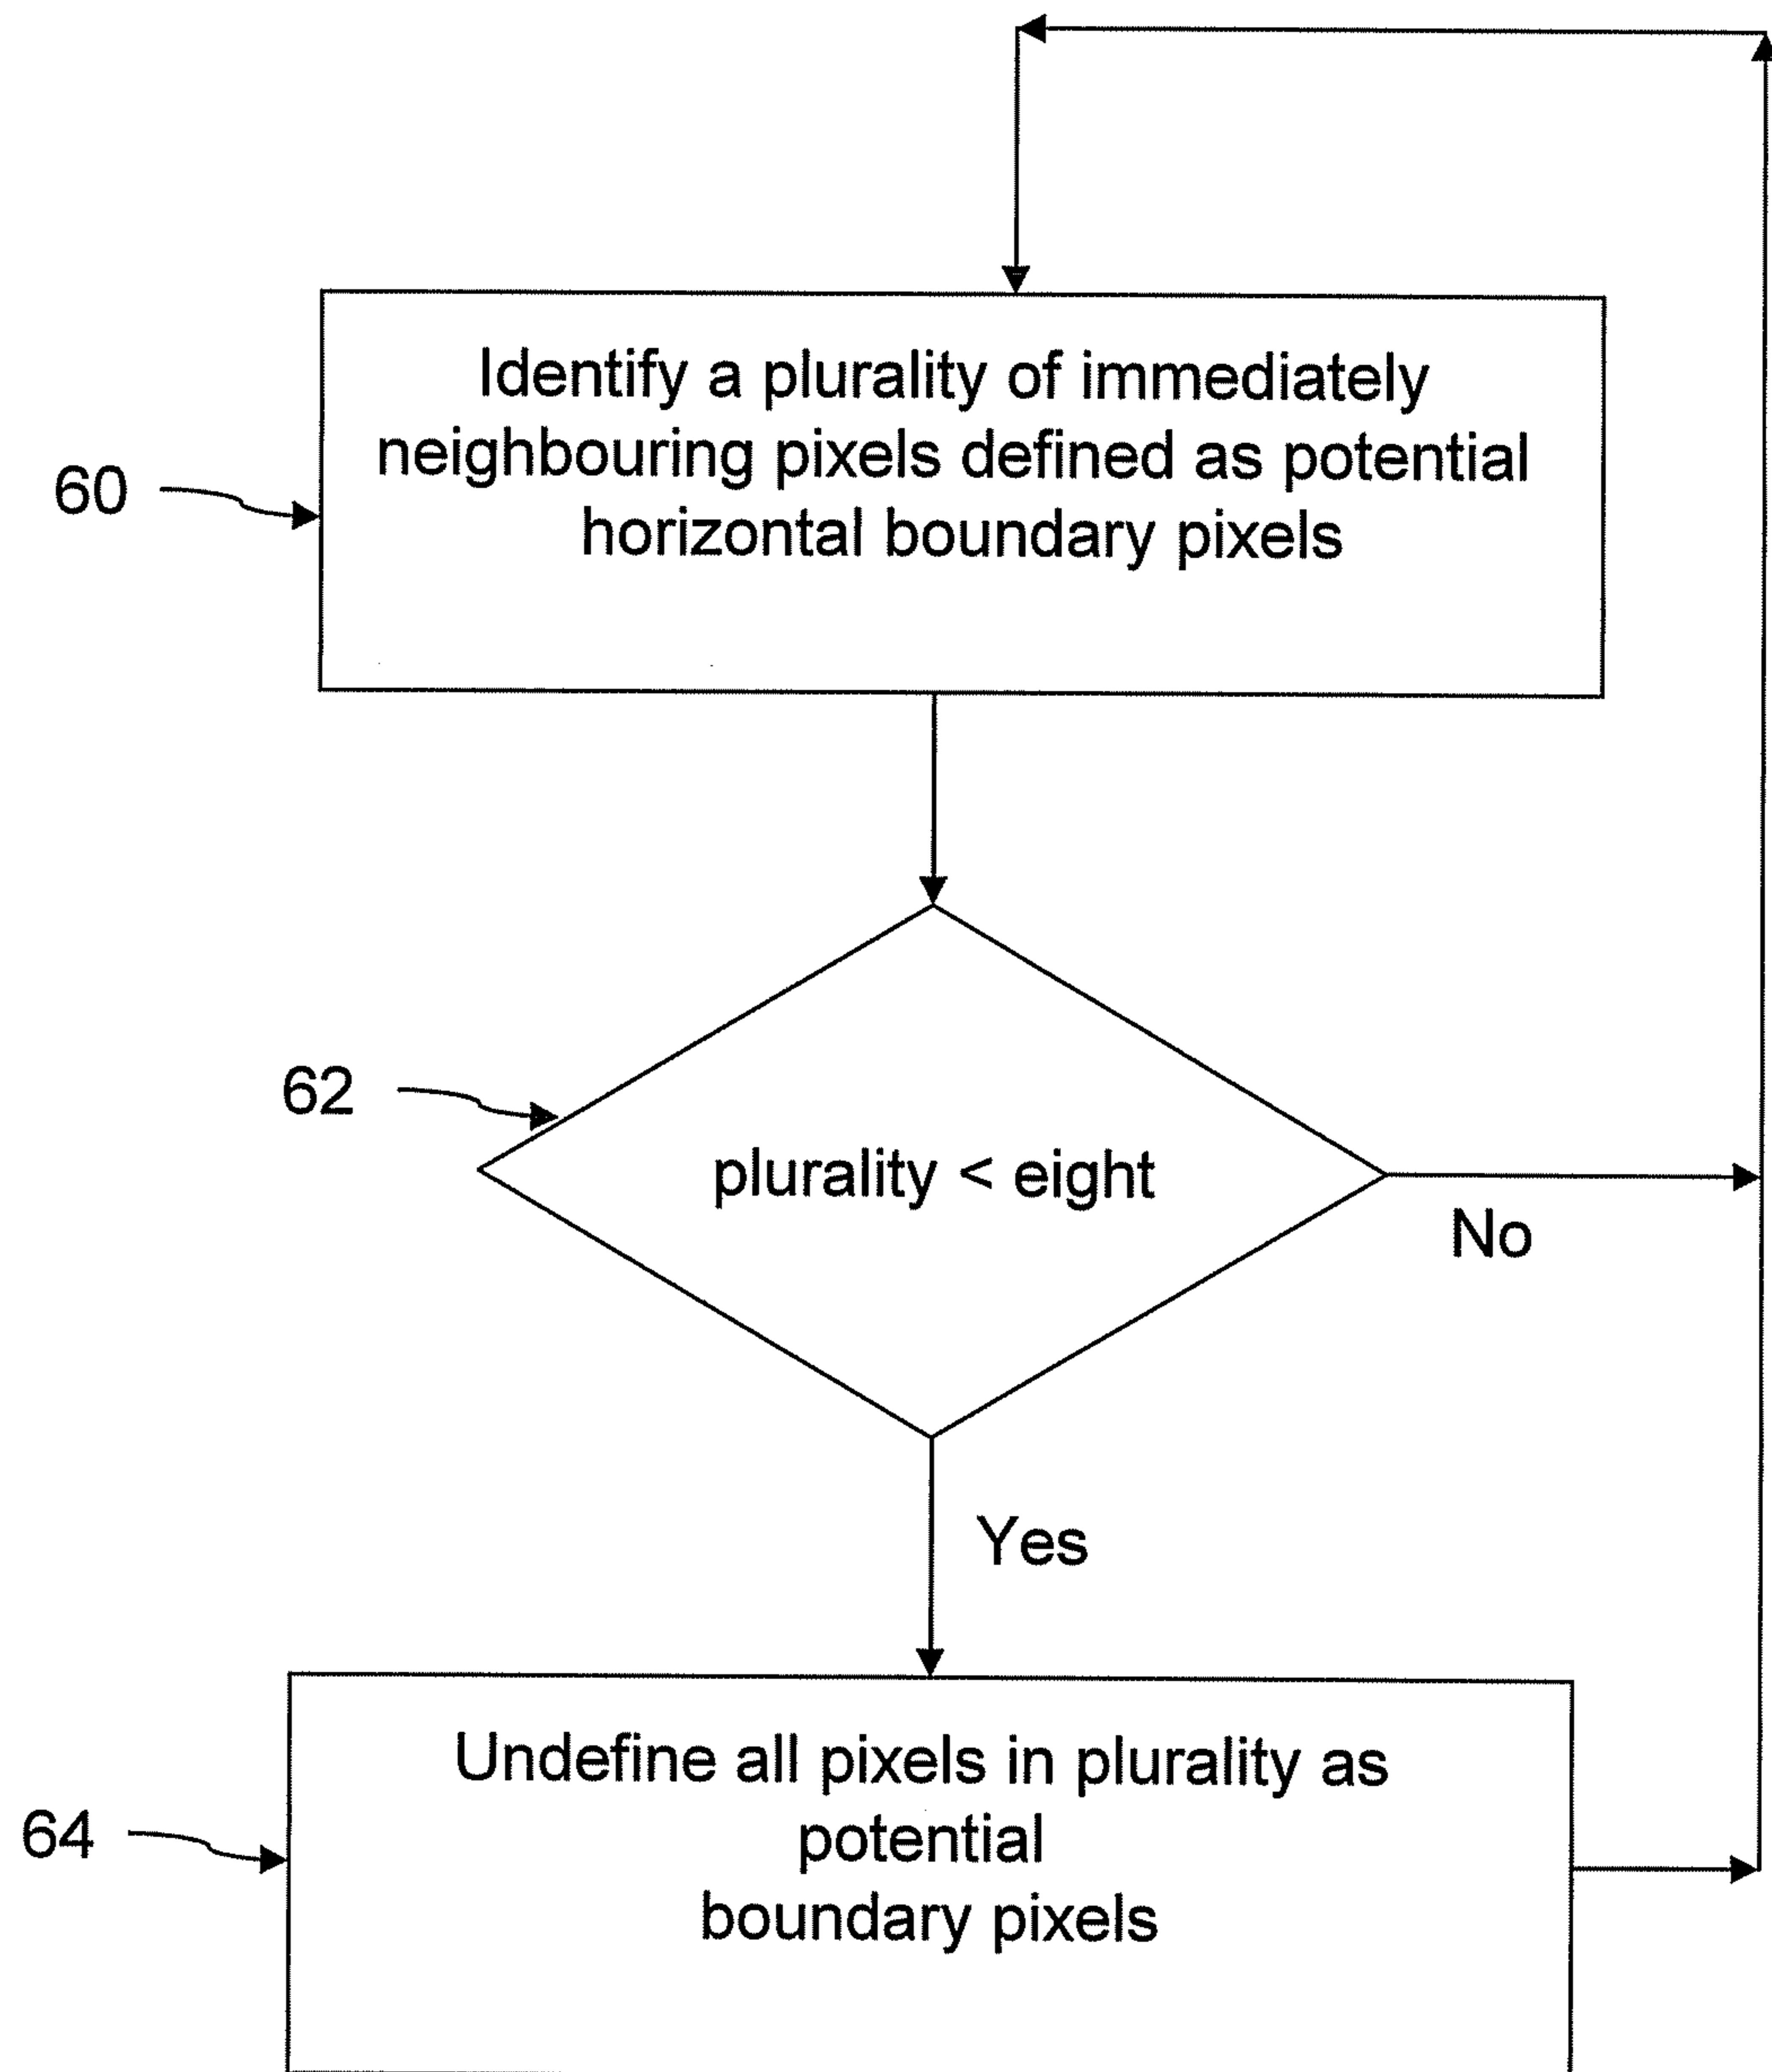 Identify a plurality of immediately
neighbouring pixels defined as potential
horizontal boundary pixels
60
62
plurality < eight
No
Yes
Undefine all pixels in plurality as
potential
boundary pixels
64